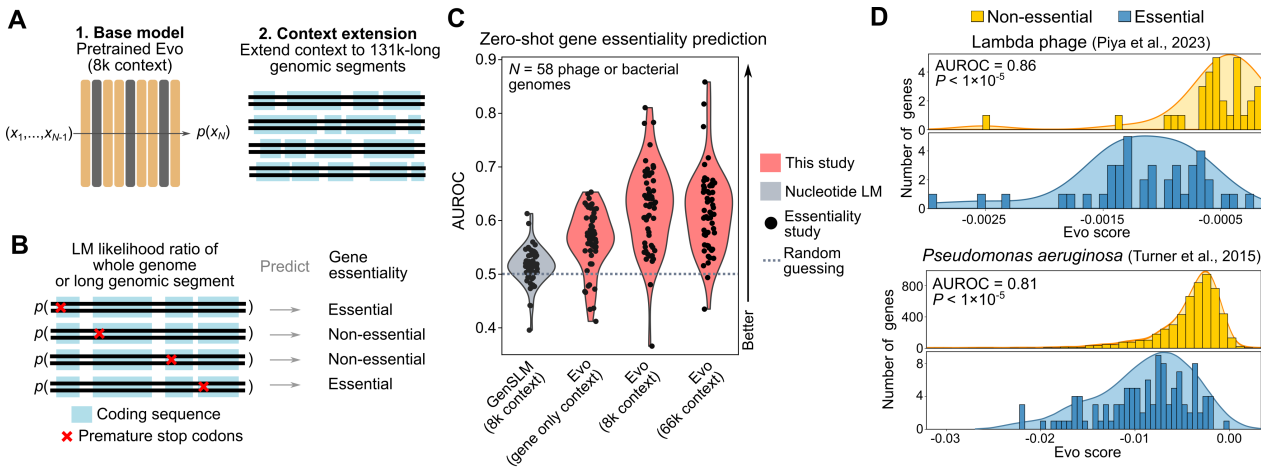 A
1. Base model
Pretrained Evo
(8k context)
(x1,...,xN-1)
p(xN)
2. Context extension
Extend context to 131k-long
genomic segments
B
LM likelihood ratio of
whole genome
or long genomic segment
Predict
Gene
essentiality
p( )
Essential
p( )
Non-essential
p( )
Non-essential
p( )
Essential
Coding sequence
Premature stop codons
C
Zero-shot gene essentiality prediction
N = 58 phage or bacterial
genomes
AUROC
0.9
0.8
0.7
0.6
0.5
0.4
GenSLM
(8k context)
Evo
(gene only context)
Evo
(8k context)
Evo
(66k context)
Better
This study
Nucleotide LM
Essentiality
study
Random
guessing
D
Non-essential
Essential
Lambda phage (Piya et al., 2023)
AUROC = 0.86
P < 1×10-5
Number of genes
4
2
0
4
2
0
-0.0025
-0.0015
-0.0005
Evo score
Pseudomonas aeruginosa (Turner et al., 2015)
AUROC = 0.81
P < 1×10-5
Number of genes
800
400
0
8
6
4
2
0
-0.03
-0.02
-0.01
0.00
Evo score